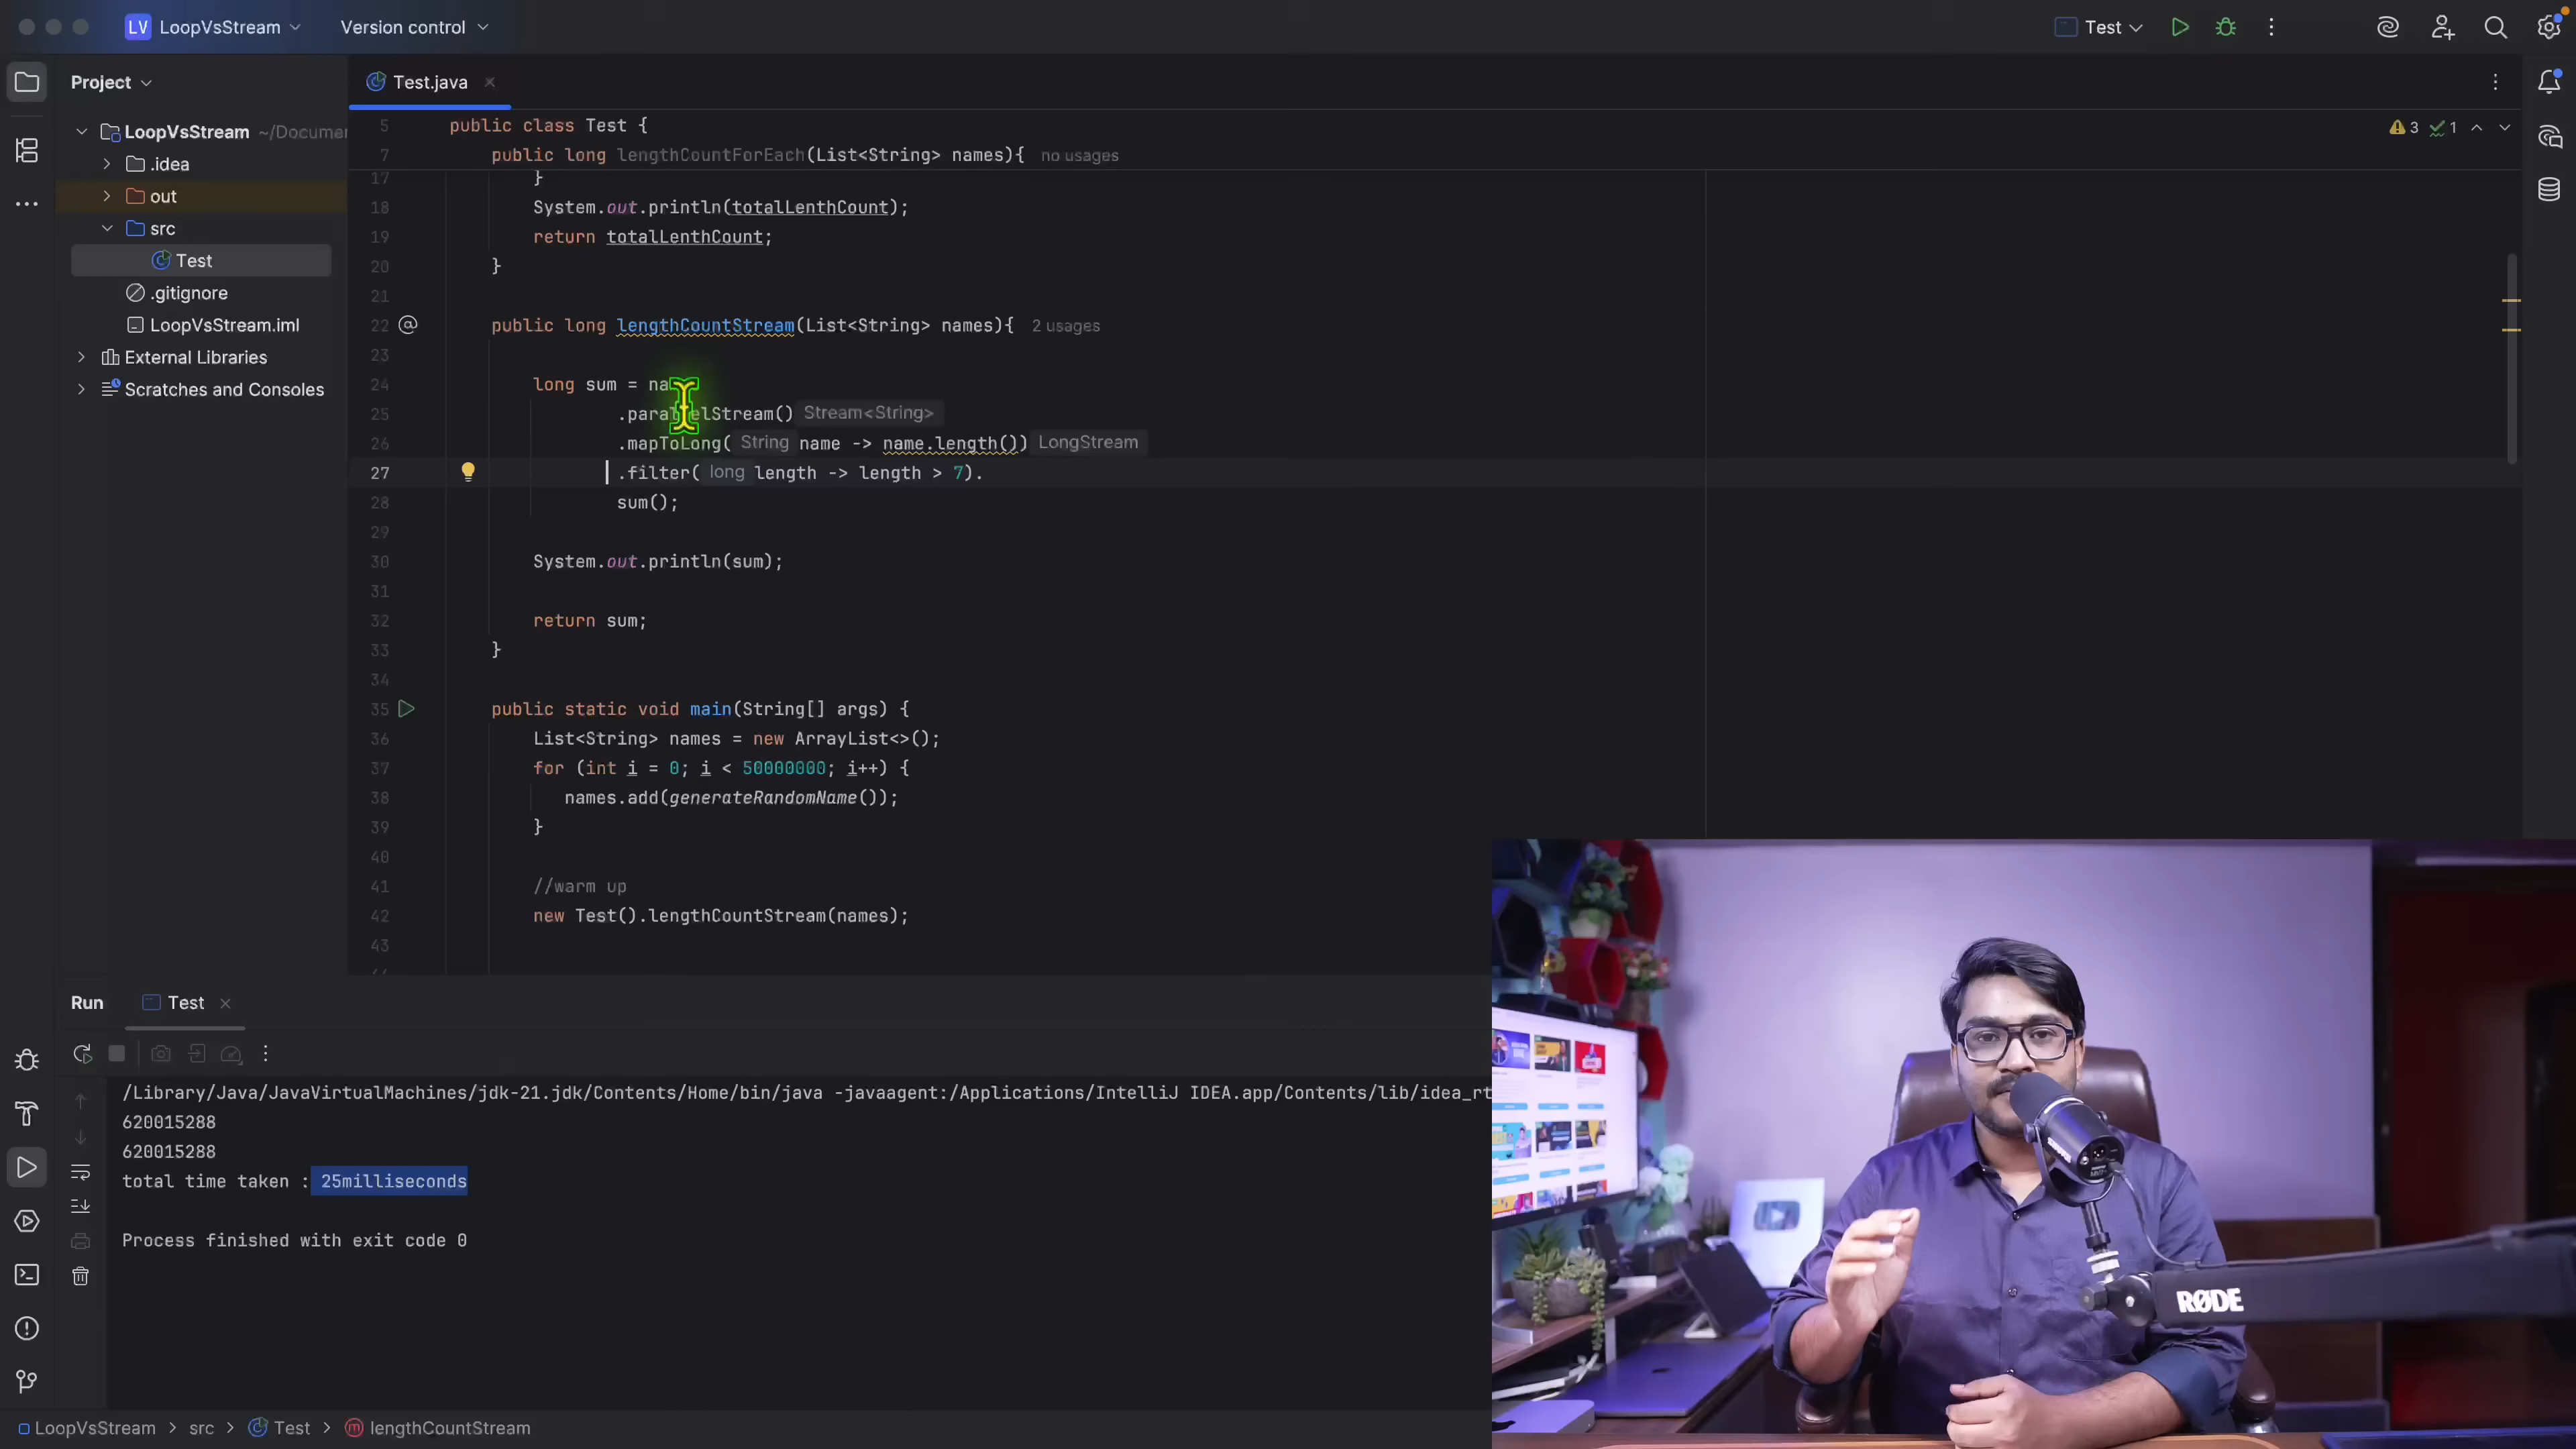 LV LoopVsStream Version control Test
Project Test.java
LoopVsStream ~/Documen
.idea
out
src
Test
.gitignore
LoopVsStream.iml
External Libraries
Scratches and Consoles
3 1
5 public class Test {
7 public long lengthCountForEach(List<String> names){ no usages
17 }
18 System.out.println(totalLenthCount);
19 return totalLenthCount;
20 }
21
22 public long lengthCountStream(List<String> names){ 2 usages
23
24 long sum = na
25 .parallelStream() Stream<String>
26 .mapToLong( String name -> name.length()) LongStream
27 .filter( long length -> length > 7).
28 sum();
29
30 System.out.println(sum);
31
32 return sum;
33 }
34
35 public static void main(String[] args) {
36 List<String> names = new ArrayList<>();
37 for (int i = 0; i < 50000000; i++) {
38 names.add(generateRandomName());
39 }
40
41 //warm up
42 new Test().lengthCountStream(names);
43
Run Test
/Library/Java/JavaVirtualMachines/jdk-21.jdk/Contents/Home/bin/java -javaagent:/Applications/IntelliJ IDEA.app/Contents/lib/idea_rt
620015288
620015288
total time taken : 25milliseconds
Process finished with exit code 0
RØDE
LoopVsStream > src > Test > lengthCountStream